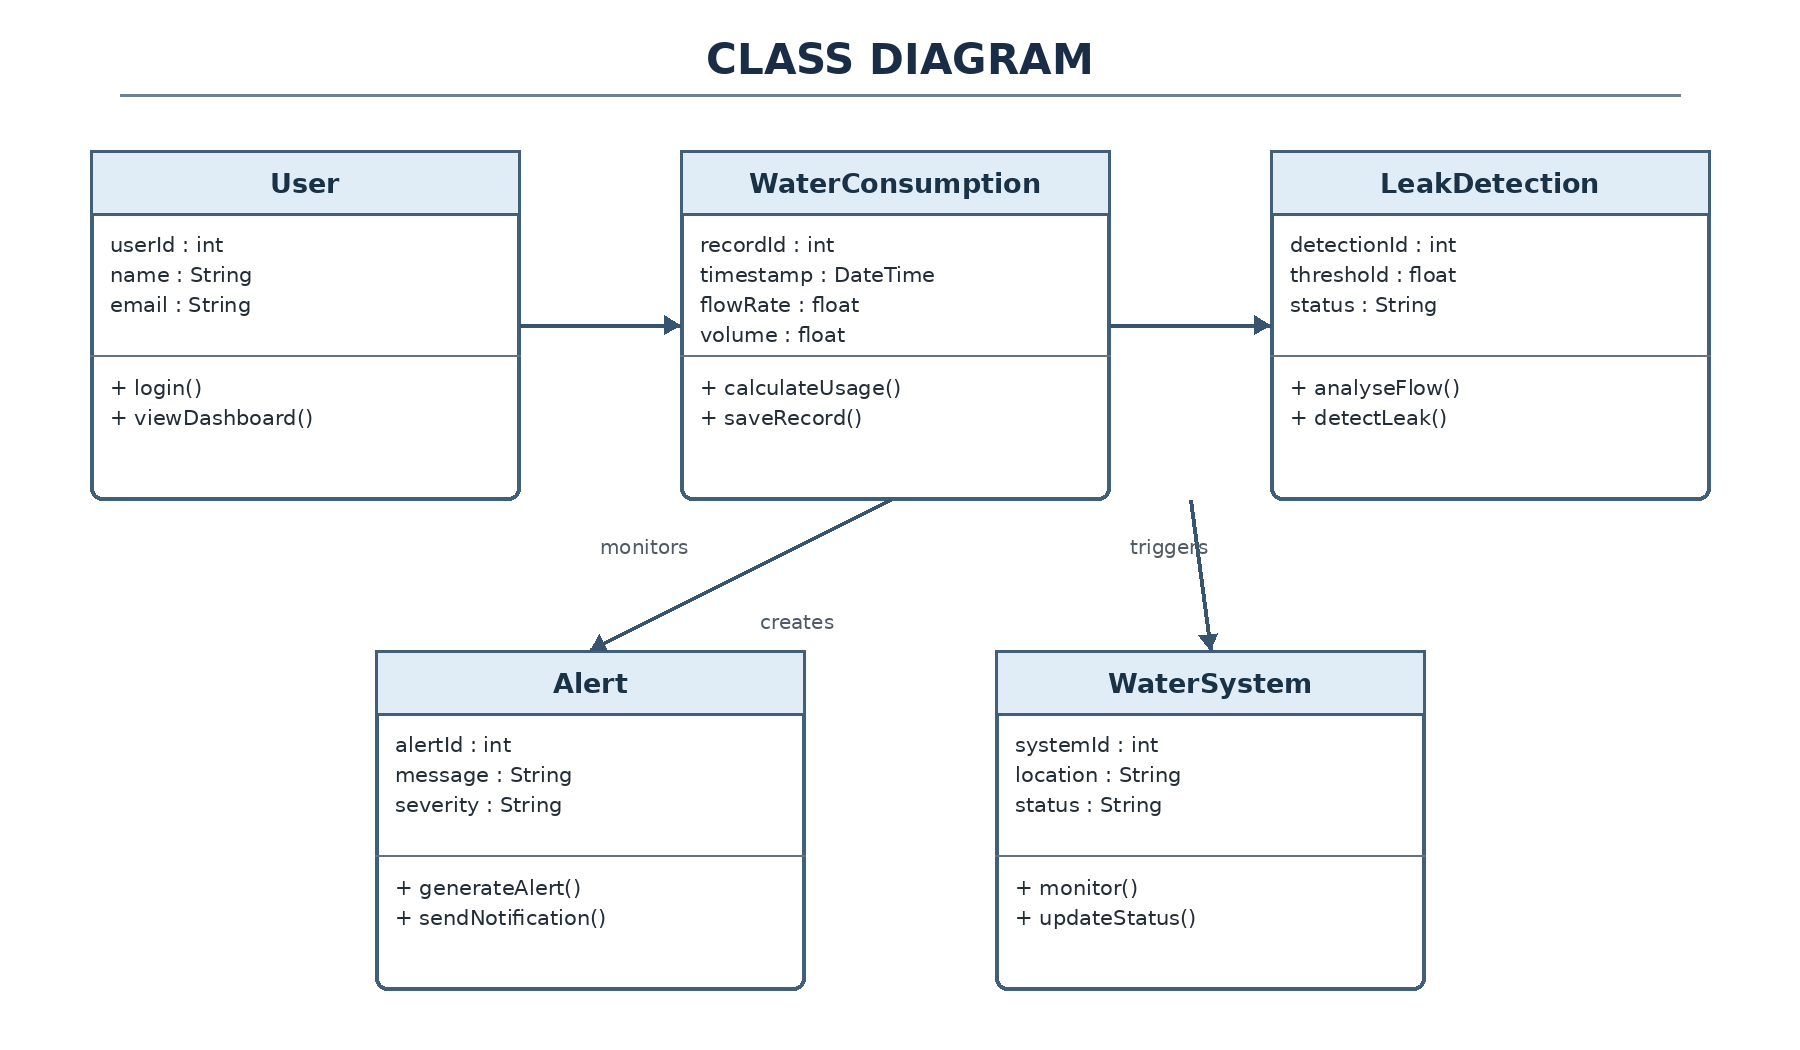 CLASS DIAGRAM
User
userId : int
name : String
email : String
+ login()
+ viewDashboard()
WaterConsumption
recordId : int
timestamp : DateTime
flowRate : float
volume : float
+ calculateUsage()
+ saveRecord()
LeakDetection
detectionId : int
threshold : float
status : String
+ analyseFlow()
+ detectLeak()
monitors
triggers
creates
Alert
alertId : int
message : String
severity : String
+ generateAlert()
+ sendNotification()
WaterSystem
systemId : int
location : String
status : String
+ monitor()
+ updateStatus()